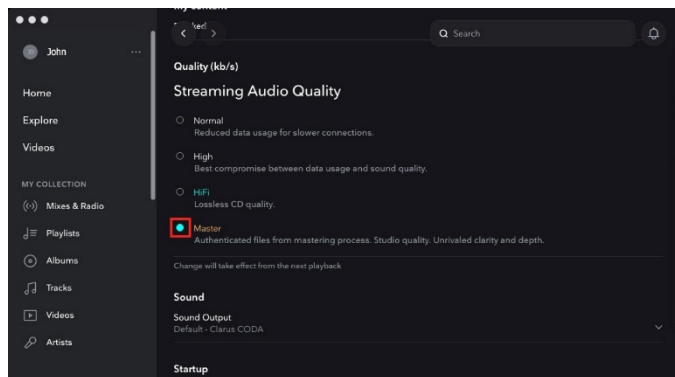 John
Home
Explore
Videos
MY COLLECTION
Mixes & Radio
Playlists
Albums
Tracks
Videos
Artists
Search
Quality (kb/s)
Streaming Audio Quality
Normal
Reduced data usage for slower connections.
High
Best compromise between data usage and sound quality.
HiFi
Lossless CD quality.
Master
Authenticated files from mastering process. Studio quality. Unrivaled clarity and depth.
Change will take effect from the next playback
Sound
Sound Output
Default - Clarus CODA
Startup